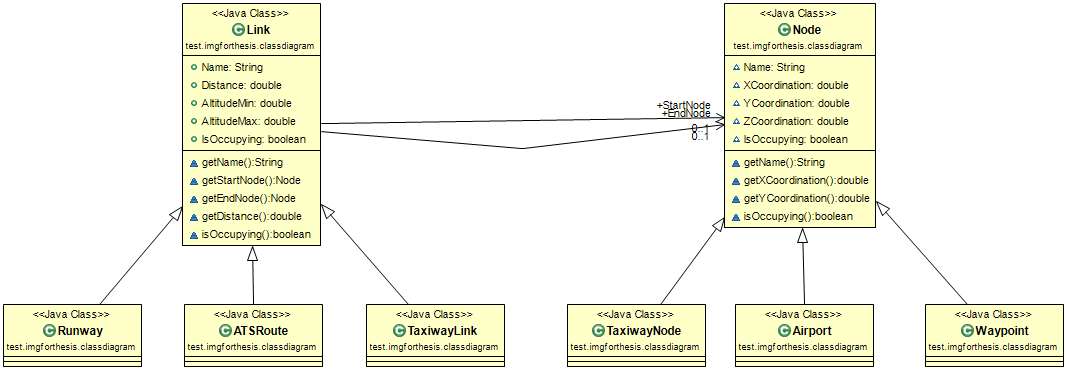 <<Java Class>>
C Link
test.imgforthesis.classdiagram
Name: String
Distance: double
AltitudeMin: double
AltitudeMax: double
IsOccupying: boolean
getName():String
getStartNode():Node
getEndNode():Node
getDistance():double
isOccupying():boolean
+StartNode
+EndNode
0..1
0..1
<<Java Class>>
C Node
test.imgforthesis.classdiagram
Name: String
XCoordination: double
YCoordination: double
ZCoordination: double
IsOccupying: boolean
getName():String
getXCoordination():double
getYCoordination():double
isOccupying():boolean
<<Java Class>>
C Runway
test.imgforthesis.classdiagram
<<Java Class>>
C ATSRoute
test.imgforthesis.classdiagram
<<Java Class>>
C TaxiwayLink
test.imgforthesis.classdiagram
<<Java Class>>
C TaxiwayNode
test.imgforthesis.classdiagram
<<Java Class>>
C Airport
test.imgforthesis.classdiagram
<<Java Class>>
C Waypoint
test.imgforthesis.classdiagram